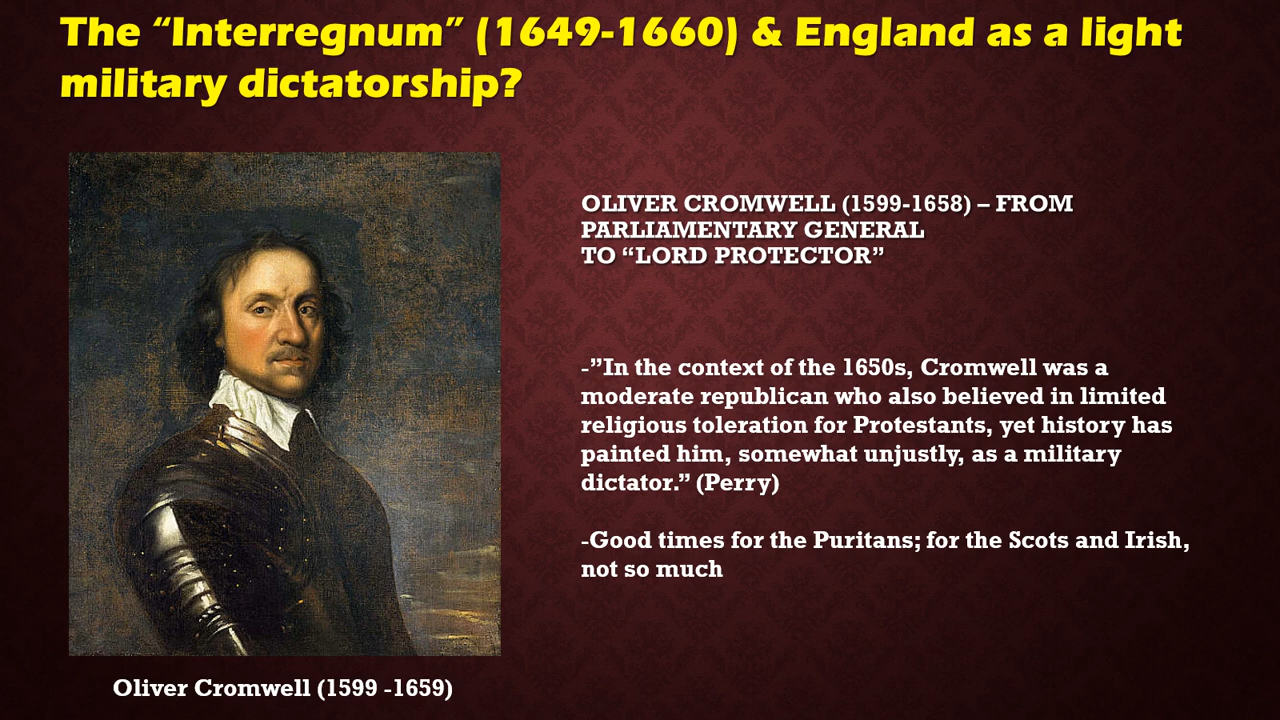 The “Interregnum” (1649-1660) & England as a light
military dictatorship?
OLIVER CROMWELL (1599-1658) – FROM
PARLIAMENTARY GENERAL
TO “LORD PROTECTOR”
-”In the context of the 1650s, Cromwell was a
moderate republican who also believed in limited
religious toleration for Protestants, yet history has
painted him, somewhat unjustly, as a military
dictator.” (Perry)
-Good times for the Puritans; for the Scots and Irish,
not so much
Oliver Cromwell (1599 -1659)